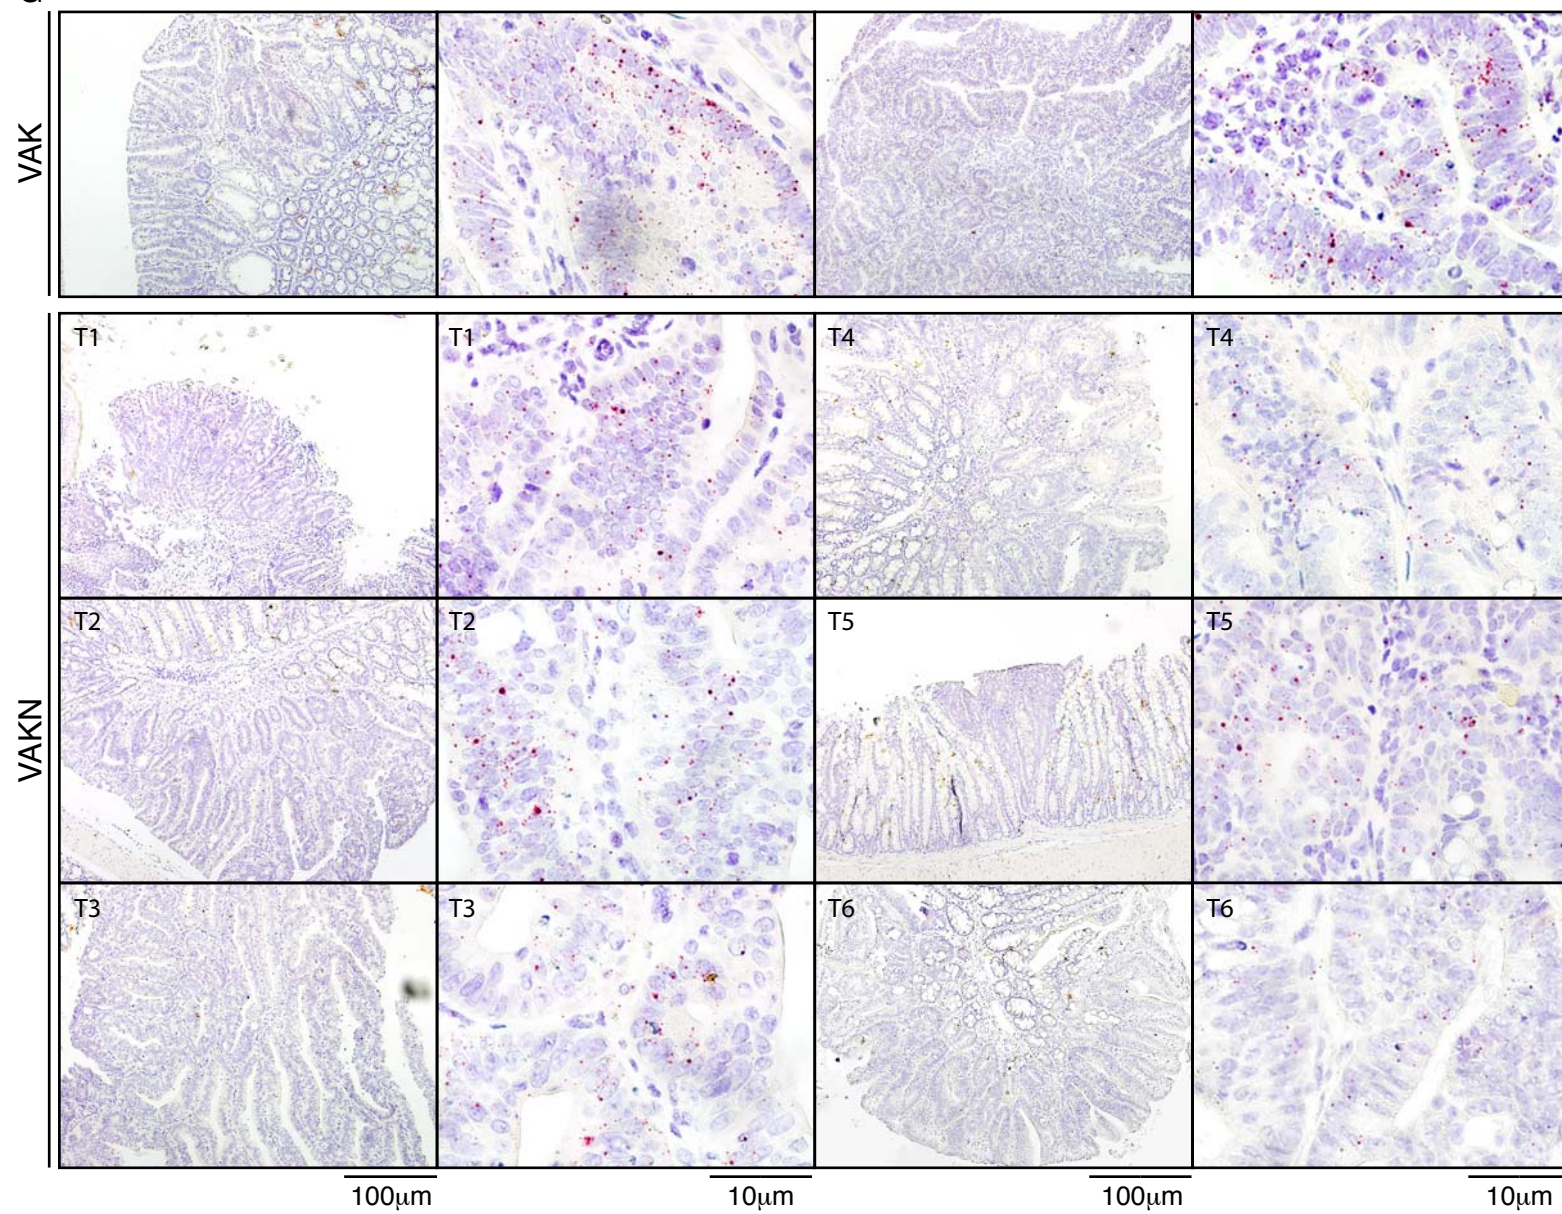 VAK
T1 T1 T4 T4
VAKN
T2 T2 T5 T5
T3 T3 T6 T6
100μm 10μm 100μm 10μm